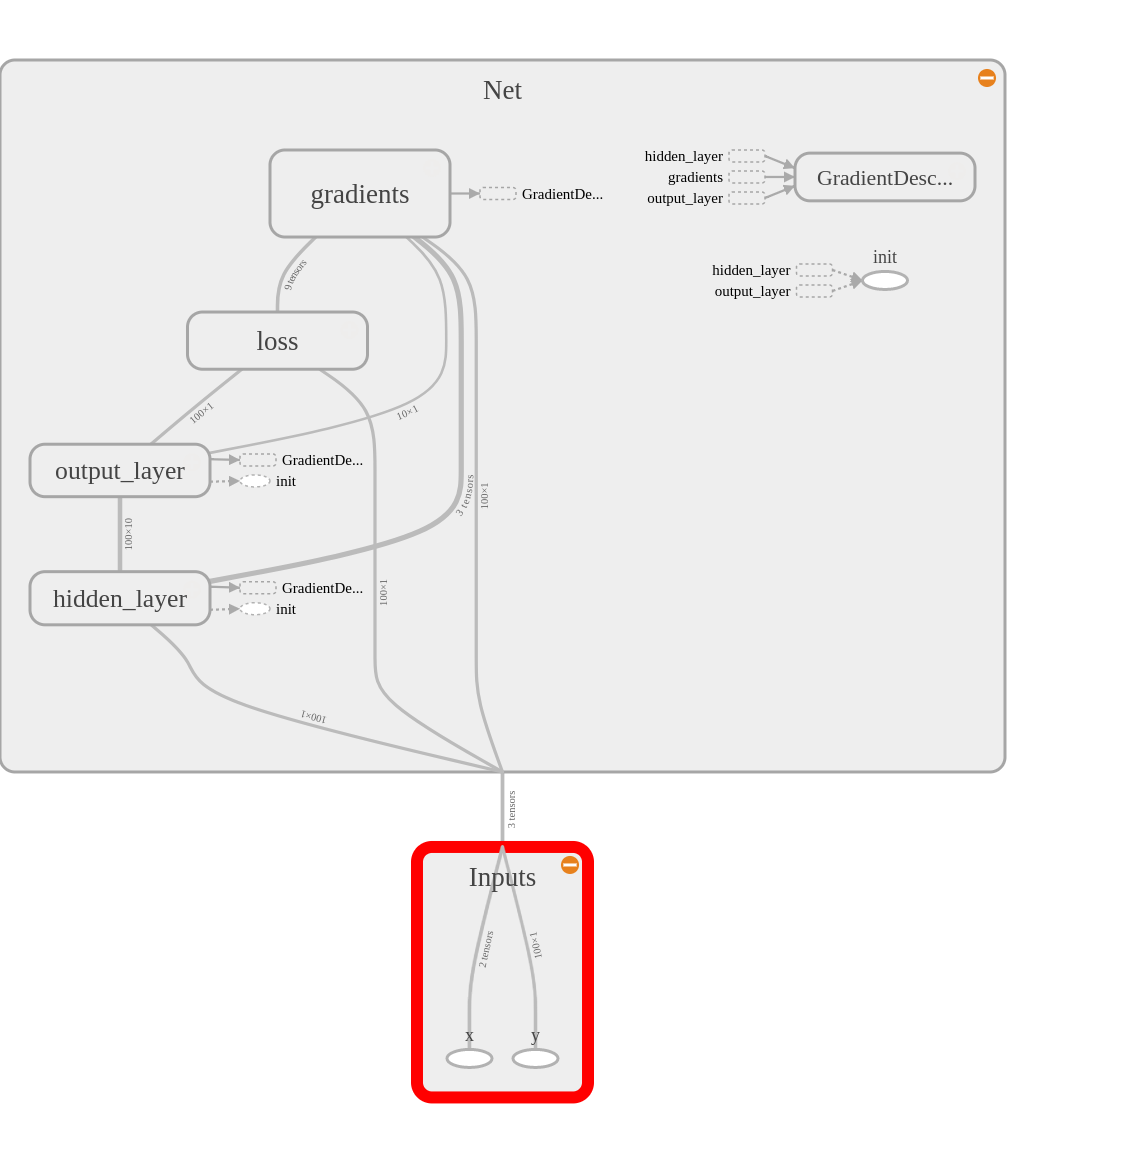 Net
gradients
GradientDe...
hidden_layer
gradients
output_layer
GradientDesc...
init
hidden_layer
output_layer
9 tensors
loss
100×1
10×1
output_layer
GradientDe...
init
3 tensors
100×1
100×10
hidden_layer
GradientDe...
init
100×1
100×1
3 tensors
Inputs
2 tensors
100×1
x
y